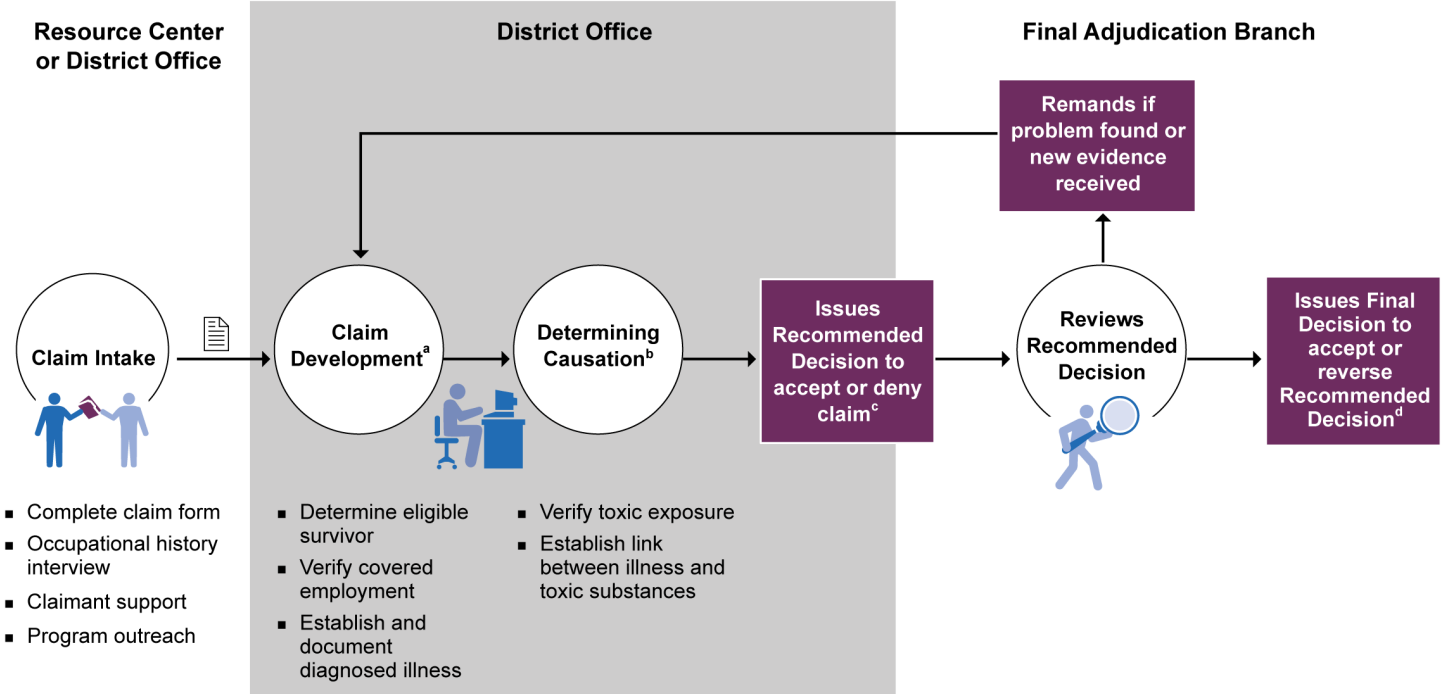 Resource Center
or District Office
District Office
Final Adjudication Branch
Remands if
problem found or
new evidence
received
Claim Intake
Claim
Developmentᵃ
Determining
Causationᵇ
Issues
Recommended
Decision to
accept or deny
claimᶜ
Reviews
Recommended
Decision
Issues Final
Decision to
accept or
reverse
Recommended
Decisionᵈ
▪ Complete claim form
▪ Occupational history
interview
▪ Claimant support
▪ Program outreach
▪ Determine eligible
survivor
▪ Verify covered
employment
▪ Establish and
document
diagnosed illness
▪ Verify toxic exposure
▪ Establish link
between illness and
toxic substances